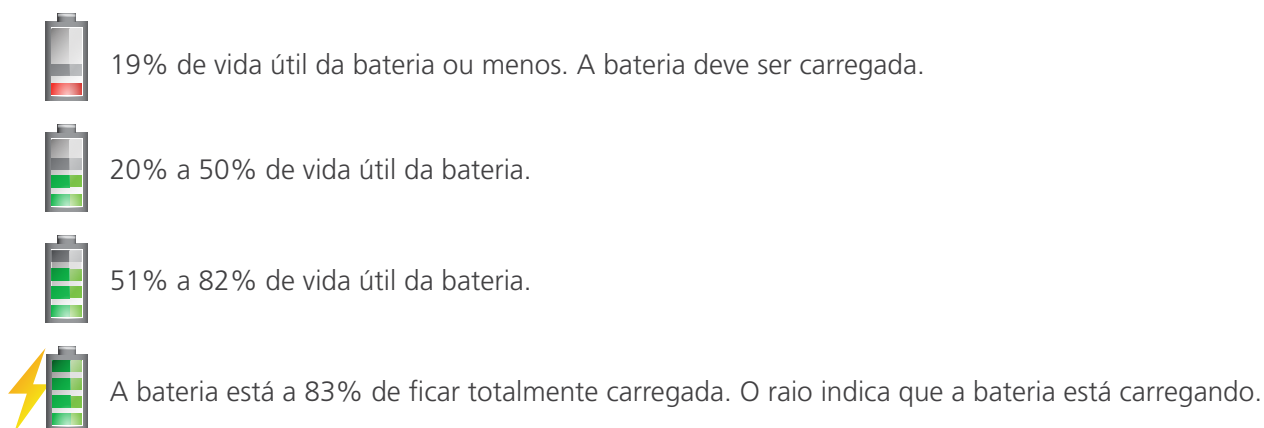 19% de vida útil da bateria ou menos. A bateria deve ser carregada.
20% a 50% de vida útil da bateria.
51% a 82% de vida útil da bateria.
A bateria está a 83% de ficar totalmente carregada. O raio indica que a bateria está carregando.